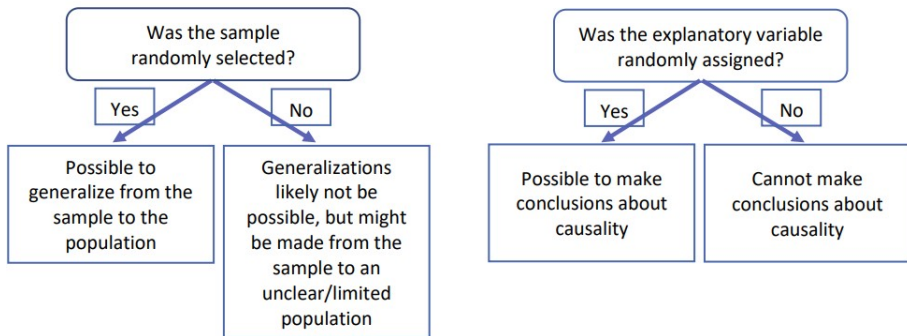 Was the sample
randomly selected?
Yes
No
Possible to
generalize from the
sample to the
population
Generalizations
likely not be
possible, but might
be made from the
sample to an
unclear/limited
population
Was the explanatory variable
randomly assigned?
Yes
No
Possible to make
conclusions about
causality
Cannot make
conclusions about
causality